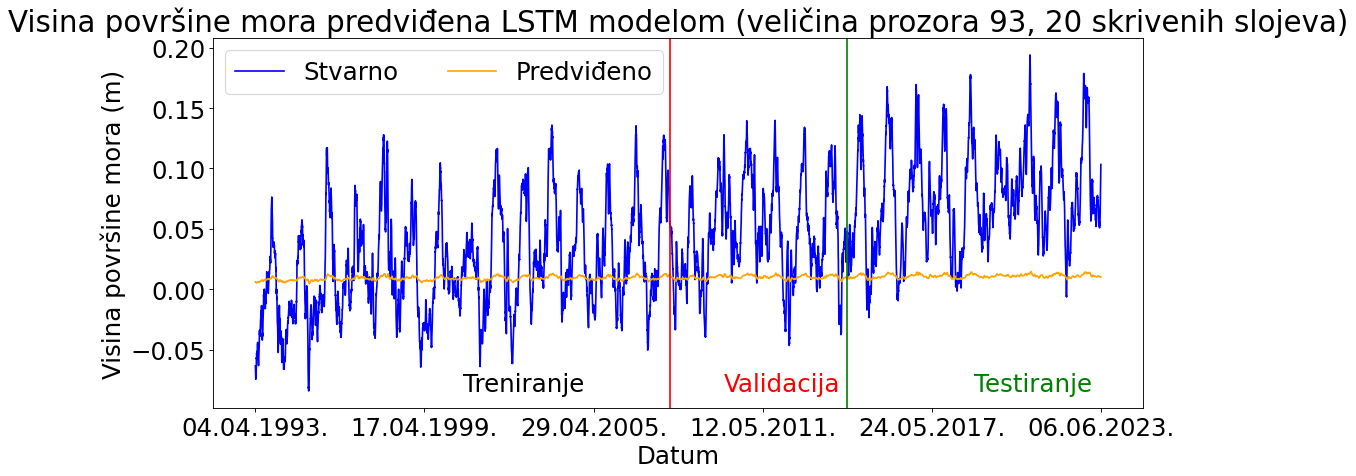 Visina površine mora predviđena LSTM modelom (veličina prozora 93, 20 skrivenih slojeva)
Stvarno Predviđeno
Visina površine mora (m)
0.20
0.15
0.10
0.05
0.00
−0.05
Treniranje Validacija Testiranje
04.04.1993. 17.04.1999. 29.04.2005. 12.05.2011. 24.05.2017. 06.06.2023.
Datum